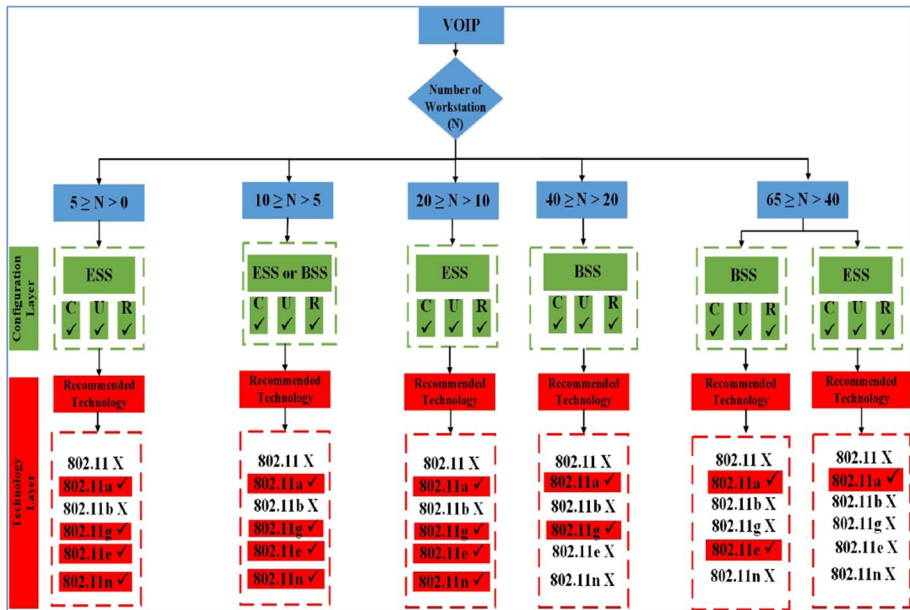 VOIP
Number of
Workstation
(N)
5 ≥ N > 0
10 ≥ N > 5
20 ≥ N > 10
40 ≥ N > 20
65 ≥ N > 40
Configuration
Layer
ESS
C U R
✓ ✓ ✓
ESS or BSS
C U R
✓ ✓ ✓
ESS
C U R
✓ ✓ ✓
BSS
C U R
✓ ✓ ✓
BSS
C U R
✓ ✓ ✓
ESS
C U R
✓ ✓ ✓
Technology
Layer
Recommended
Technology
802.11 X
802.11a ✓
802.11b X
802.11g ✓
802.11e ✓
802.11n ✓
Recommended
Technology
802.11 X
802.11a ✓
802.11b X
802.11g ✓
802.11e ✓
802.11n ✓
Recommended
Technology
802.11 X
802.11a ✓
802.11b X
802.11g ✓
802.11e ✓
802.11n ✓
Recommended
Technology
802.11 X
802.11a ✓
802.11b X
802.11g ✓
802.11e X
802.11n X
Recommended
Technology
802.11 X
802.11a ✓
802.11b X
802.11g X
802.11e ✓
802.11n X
Recommended
Technology
802.11 X
802.11a ✓
802.11b X
802.11g X
802.11e X
802.11n X